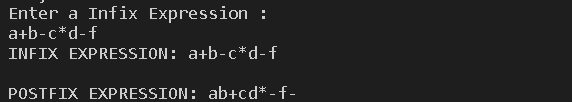 Enter a Infix Expression :
a+b-c*d-f
INFIX EXPRESSION: a+b-c*d-f
POSTFIX EXPRESSION: ab+cd*-f-